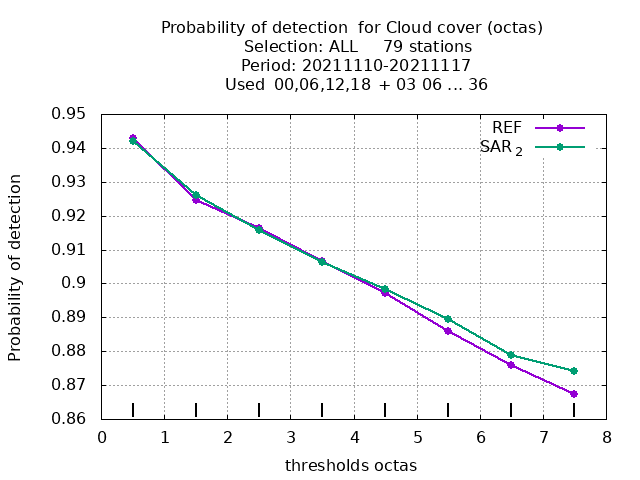 Probability of detection  for Cloud cover (octas)
Selection: ALL     79 stations
Period: 20211110-20211117
Used  00,06,12,18  + 03 06 ... 36
REF
SAR 2
0.95
0.94
0.93
0.92
0.91
0.9
0.89
0.88
0.87
0.86
Probability of detection
0 1 2 3 4 5 6 7 8
thresholds octas